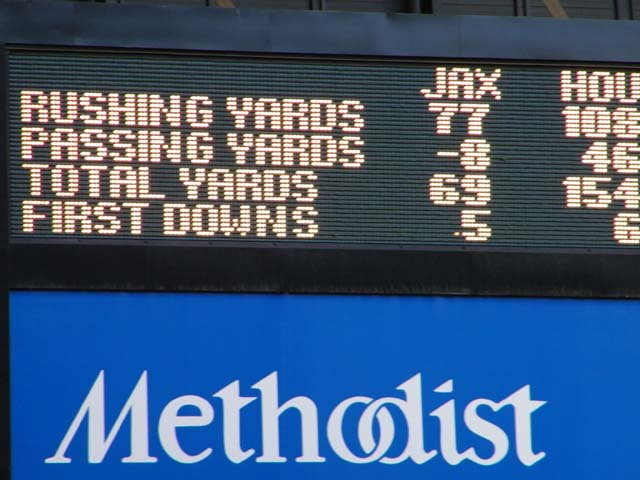 JAX HOU
RUSHING YARDS 77 108
PASSING YARDS -8 46
TOTAL YARDS 69 154
FIRST DOWNS 5 6
Methodist